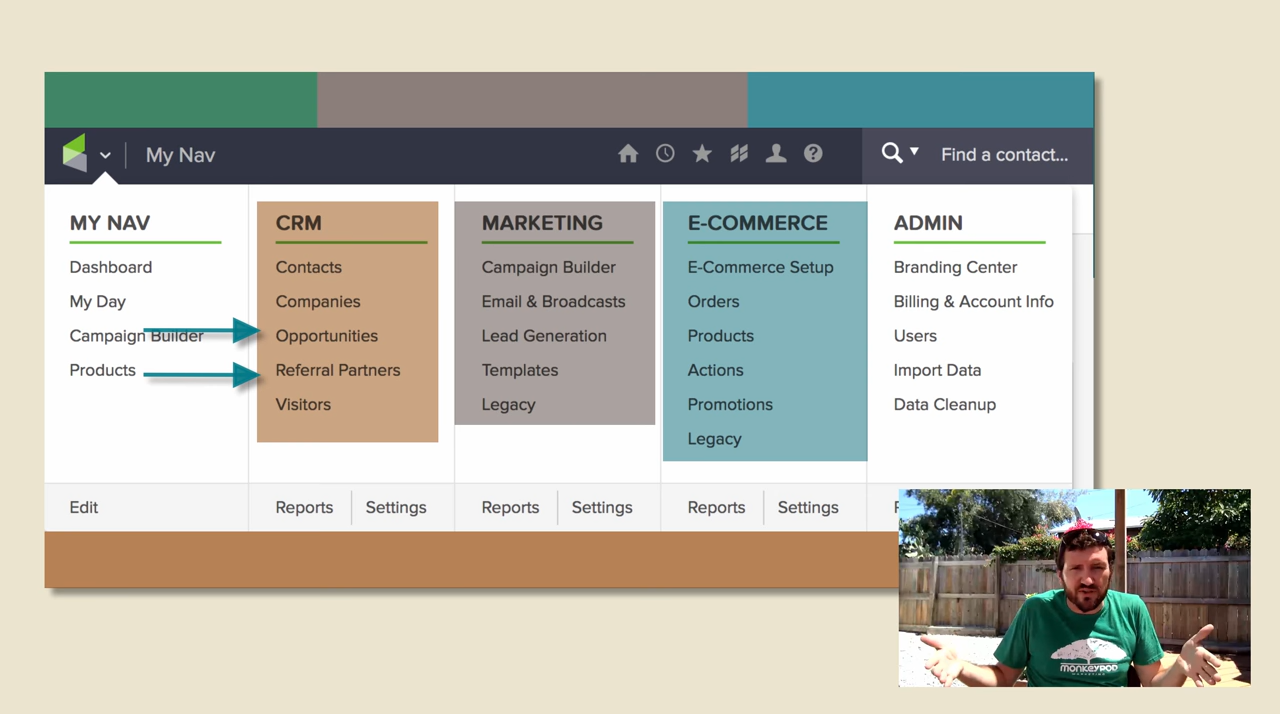 My Nav
Find a contact...
MY NAV
Dashboard
My Day
Campaign Builder
Products
CRM
Contacts
Companies
Opportunities
Referral Partners
Visitors
MARKETING
Campaign Builder
Email & Broadcasts
Lead Generation
Templates
Legacy
E-COMMERCE
E-Commerce Setup
Orders
Products
Actions
Promotions
Legacy
ADMIN
Branding Center
Billing & Account Info
Users
Import Data
Data Cleanup
Edit
Reports
Settings
Reports
Settings
Reports
Settings
MONKEYPOD
MARKETING